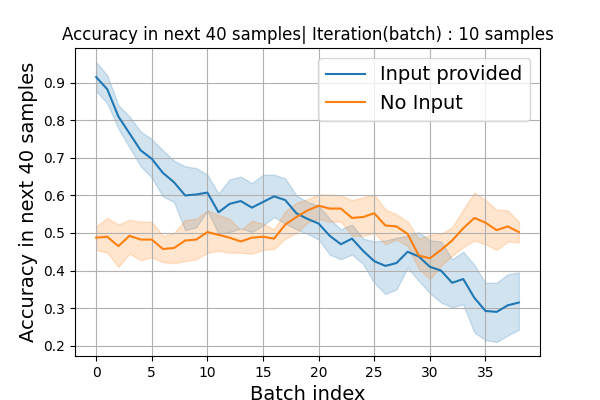 Accuracy in next 40 samples| Iteration(batch) : 10 samples
Input provided
No Input
Accuracy in next 40 samples
0.9
0.8
0.7
0.6
0.5
0.4
0.3
0.2
0 5 10 15 20 25 30 35
Batch index